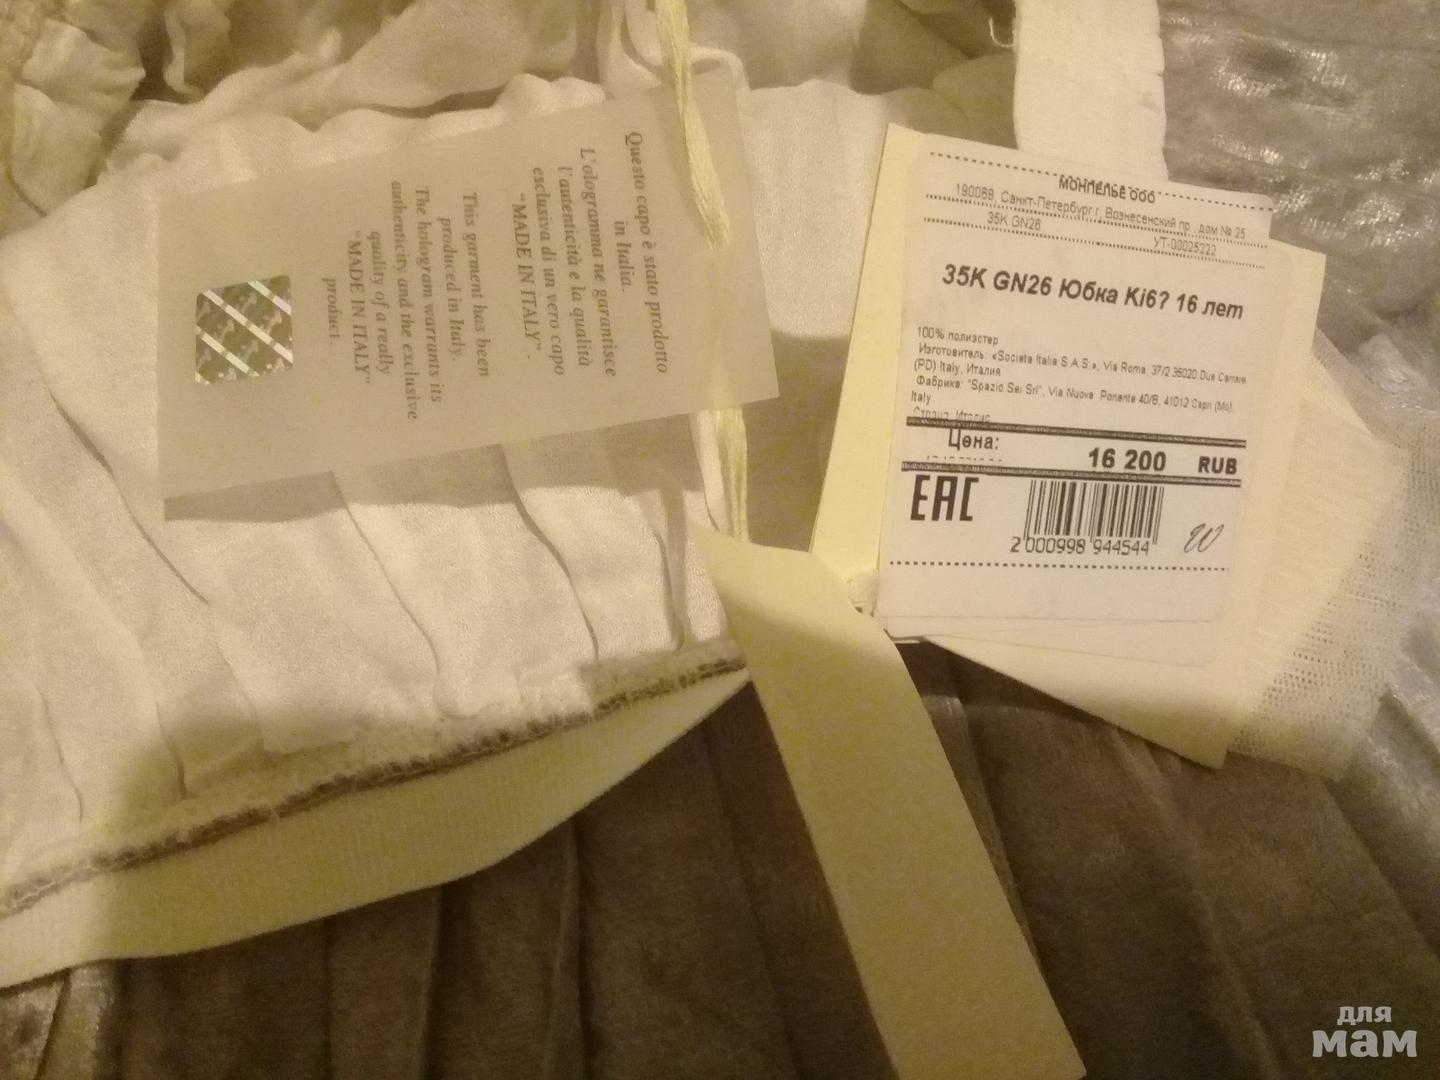 Questo capo è stato prodotto
in Italia.
L'ologramma ne garantisce
l'autenticità e la qualità
esclusiva di un vero capo
"MADE IN ITALY".
This garment has been
produced in Italy.
The hologram warrants its
authenticity and the exclusive
quality of a really
"MADE IN ITALY"
product.
МОНПЕЛЬЕ ООО
190068, Санкт-Петербург г, Вознесенский пр, дом № 25
35K GN26 УТ-00025222
35K GN26 Юбка Ki6? 16 лет
100% полиэстер
Изготовитель: «Societa Italia S.A.S.», Via Roma, 37/2 35020 Due Carrare
(PD) Italy, Италия
Фабрика: "Spazio Sei Srl", Via Nuova Ponente 40/B, 41012 Capri (Mo),
Italy
Страна: Италия
Цена: 16 200 RUB
EAC
2 000998 944544
для
мам